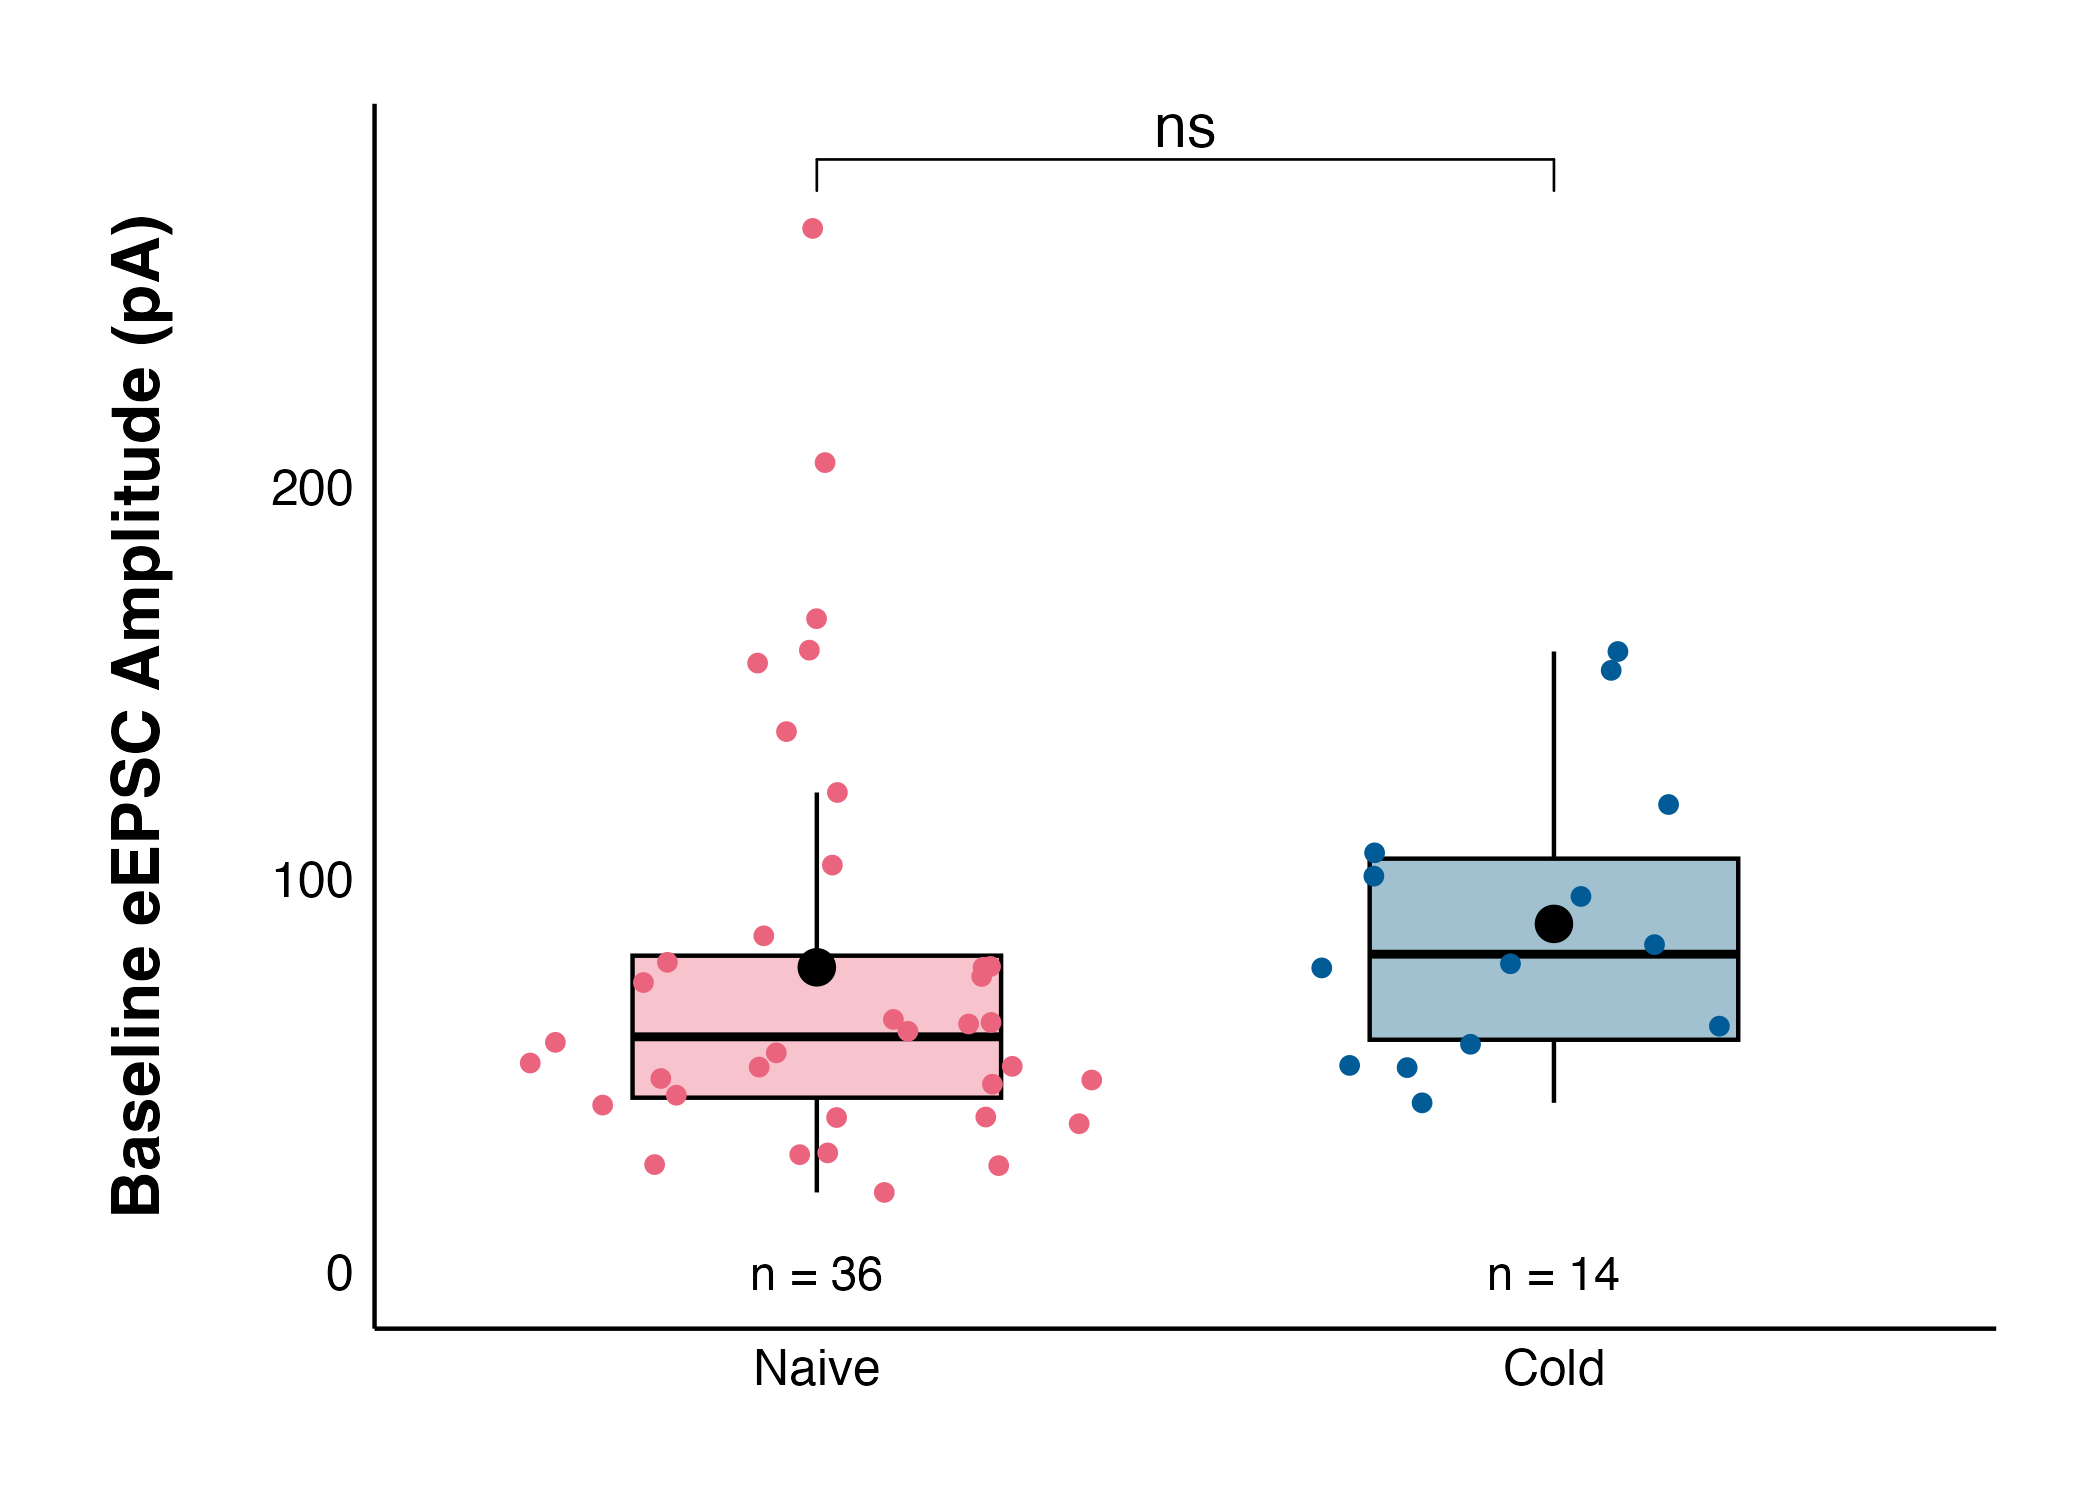 ns
Baseline eEPSC Amplitude (pA)
200
100
0
n = 36
n = 14
Naive
Cold